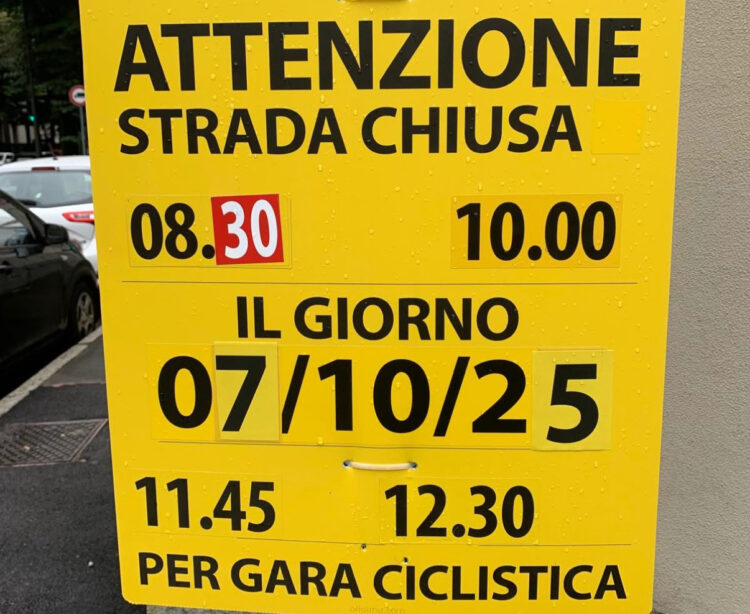 ATTENZIONE
STRADA CHIUSA
08.30 10.00
IL GIORNO
07/10/25
11.45 12.30
PER GARA CICLISTICA